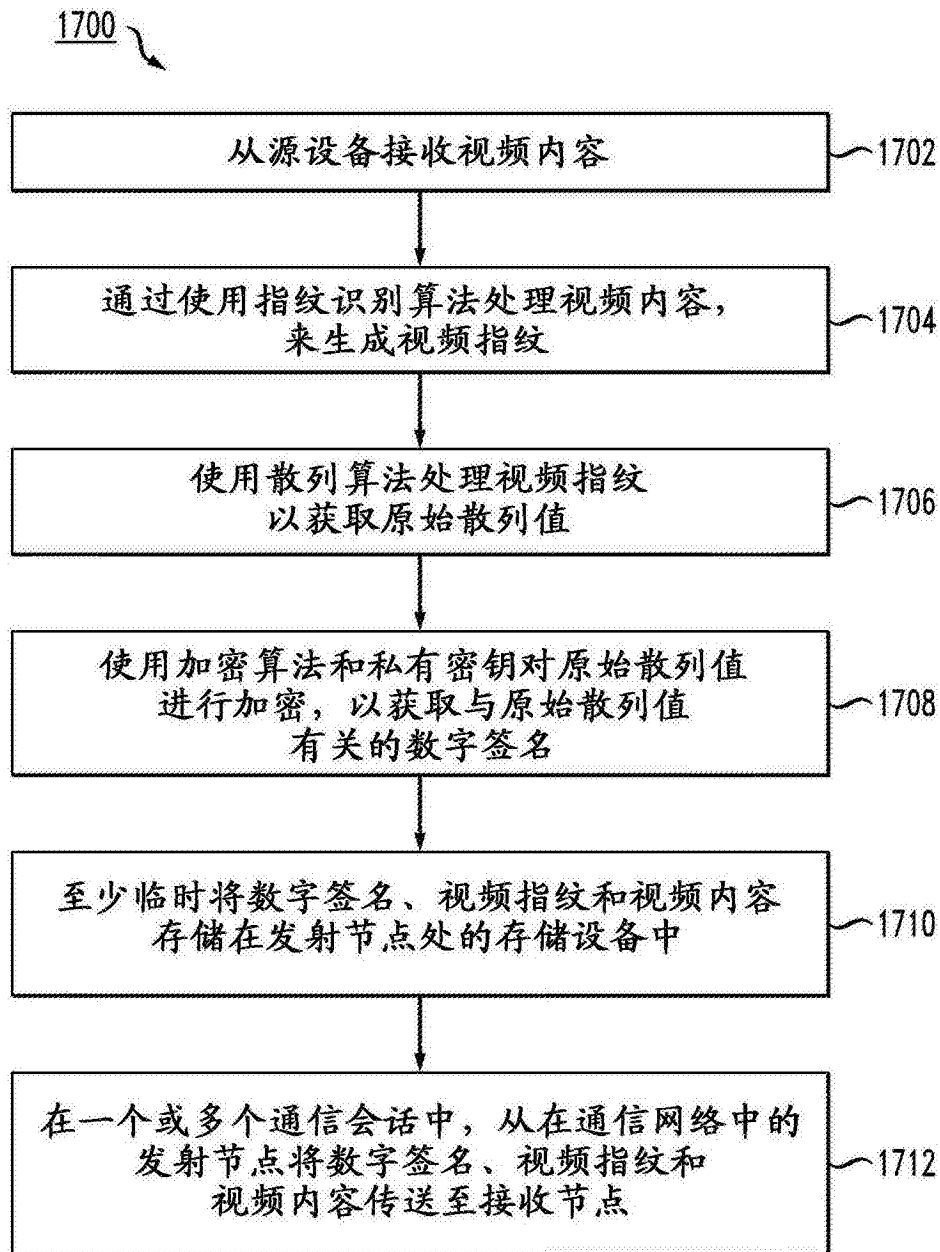 1700
从源设备接收视频内容
1702
通过使用指纹识别算法处理视频内容，
来生成视频指纹
1704
使用散列算法处理视频指纹
以获取原始散列值
1706
使用加密算法和私有密钥对原始散列值
进行加密，以获取与原始散列值
有关的数字签名
1708
至少临时将数字签名、视频指纹和视频内容
存储在发射节点处的存储设备中
1710
在一个或多个通信会话中，从在通信网络中的
发射节点将数字签名、视频指纹和
视频内容传送至接收节点
1712